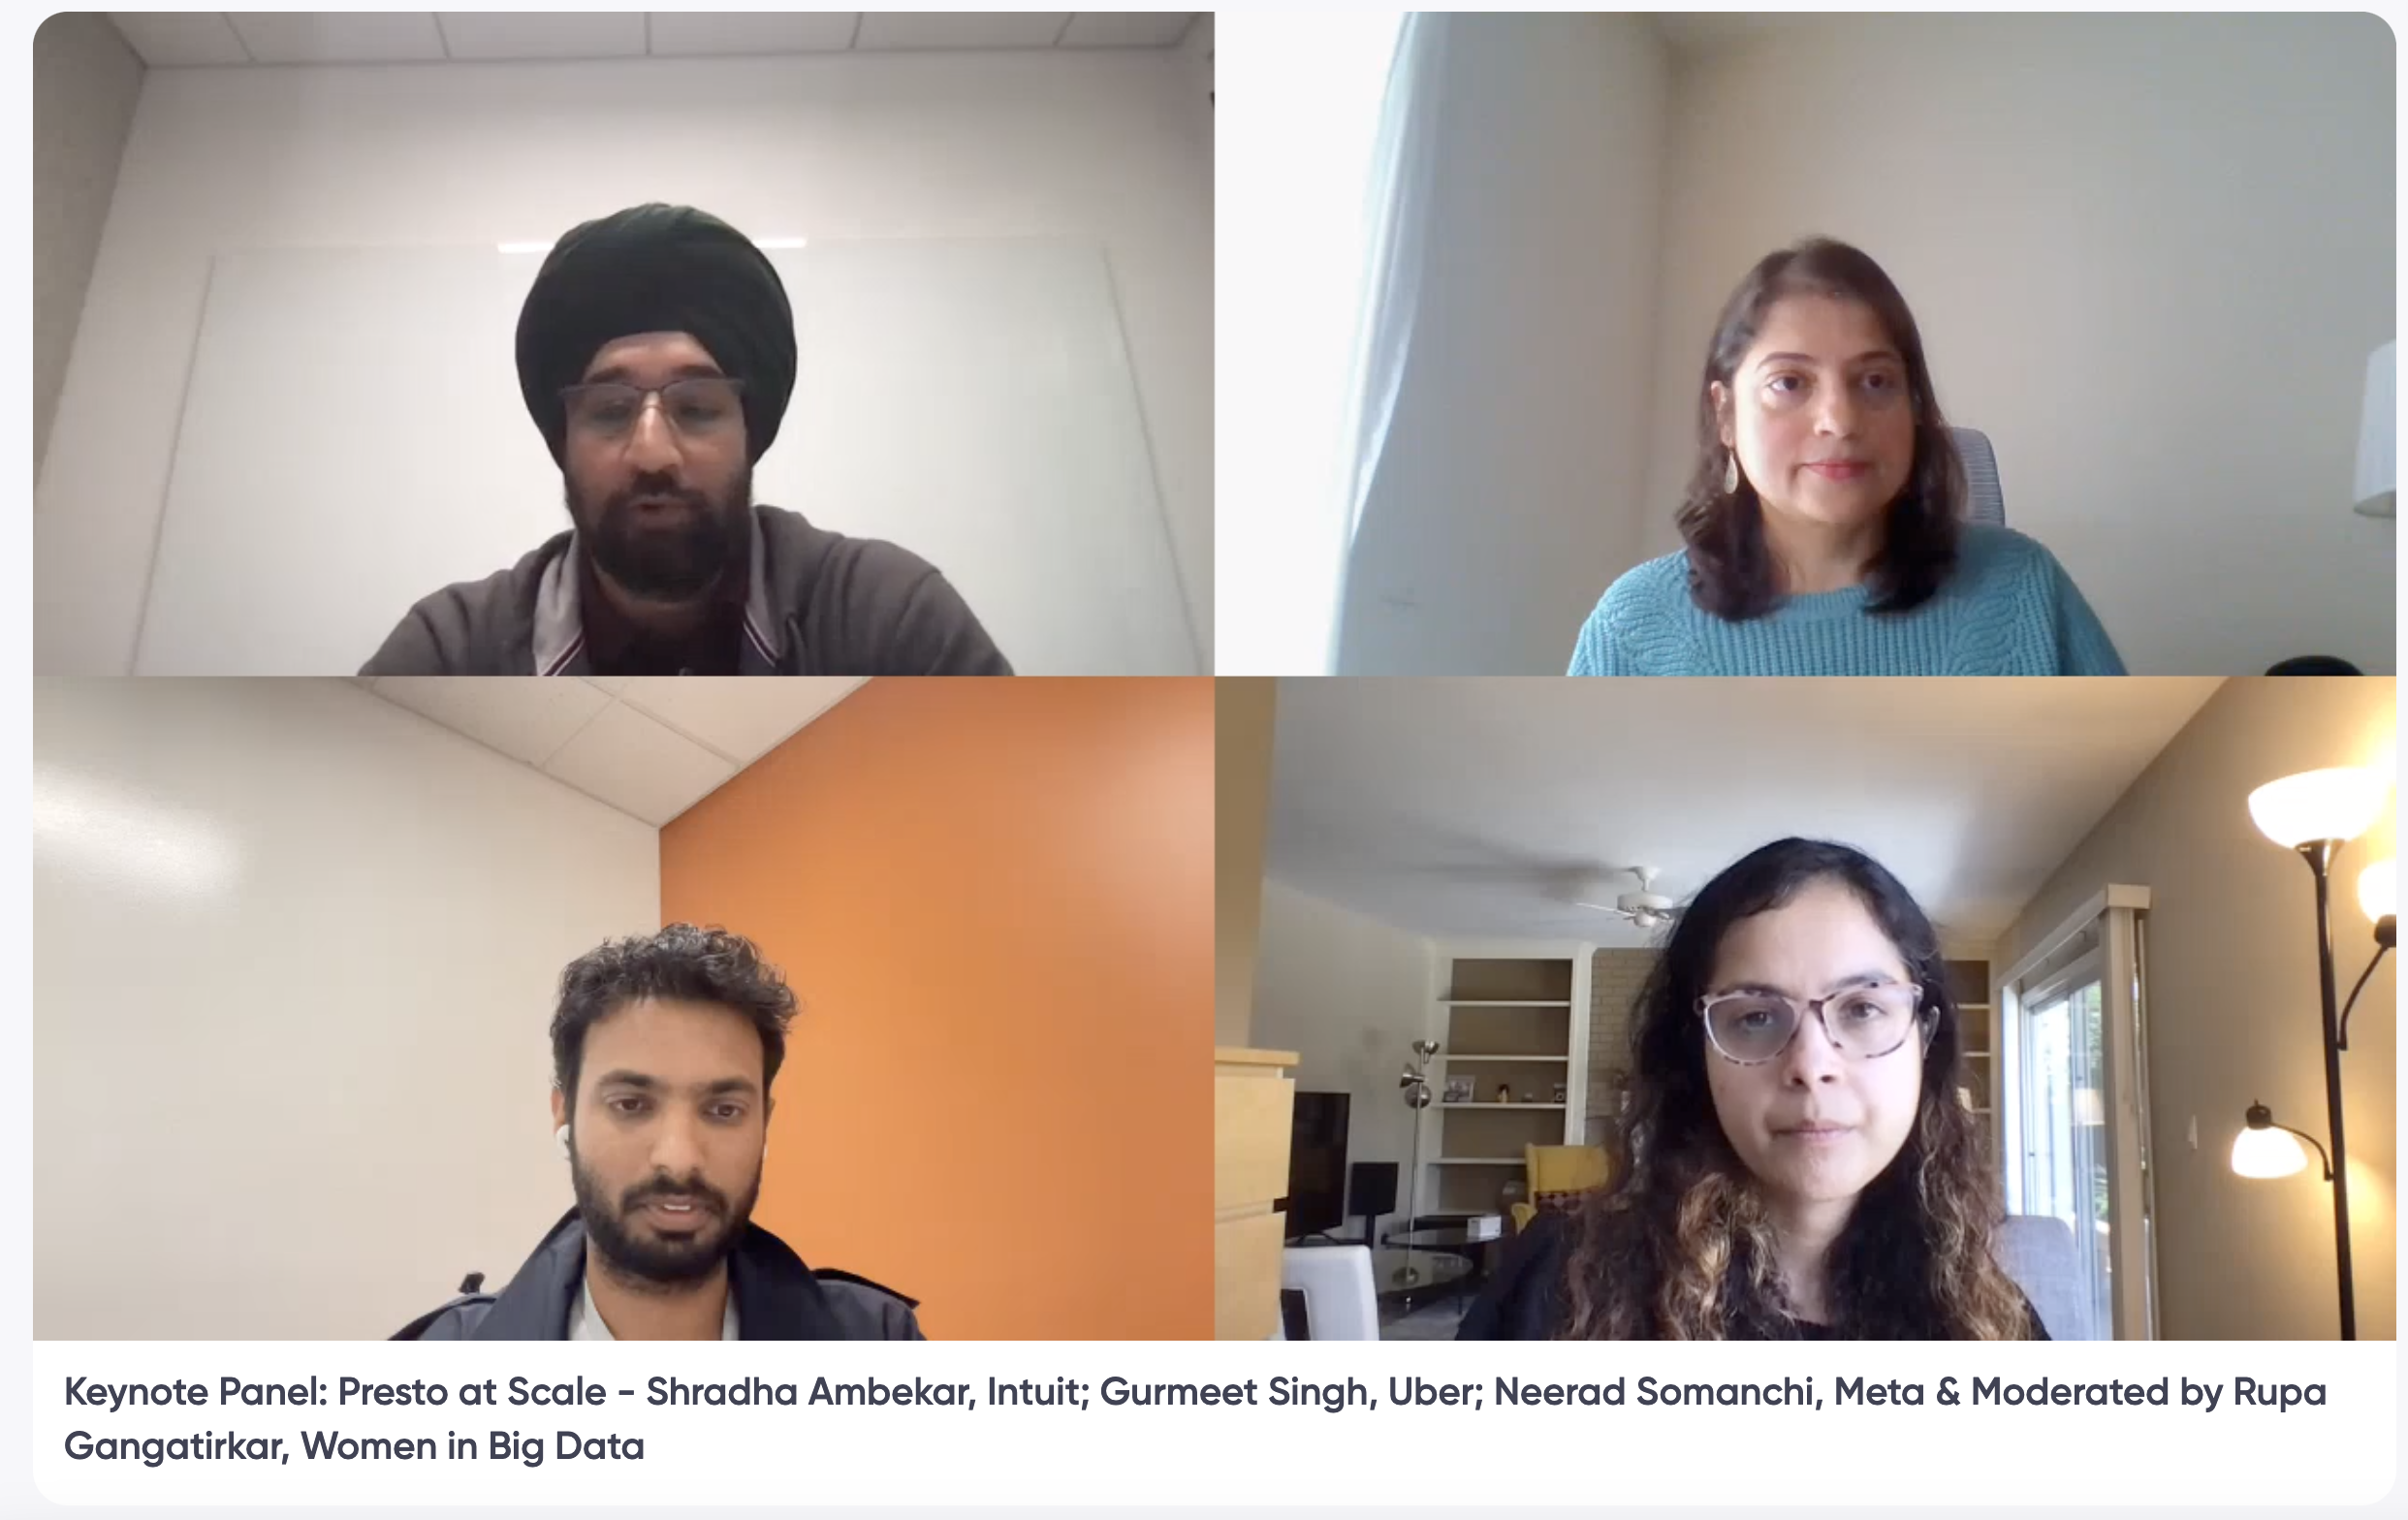 Keynote Panel: Presto at Scale - Shradha Ambekar, Intuit; Gurmeet Singh, Uber; Neerad Somanchi, Meta & Moderated by Rupa
Gangatirkar, Women in Big Data